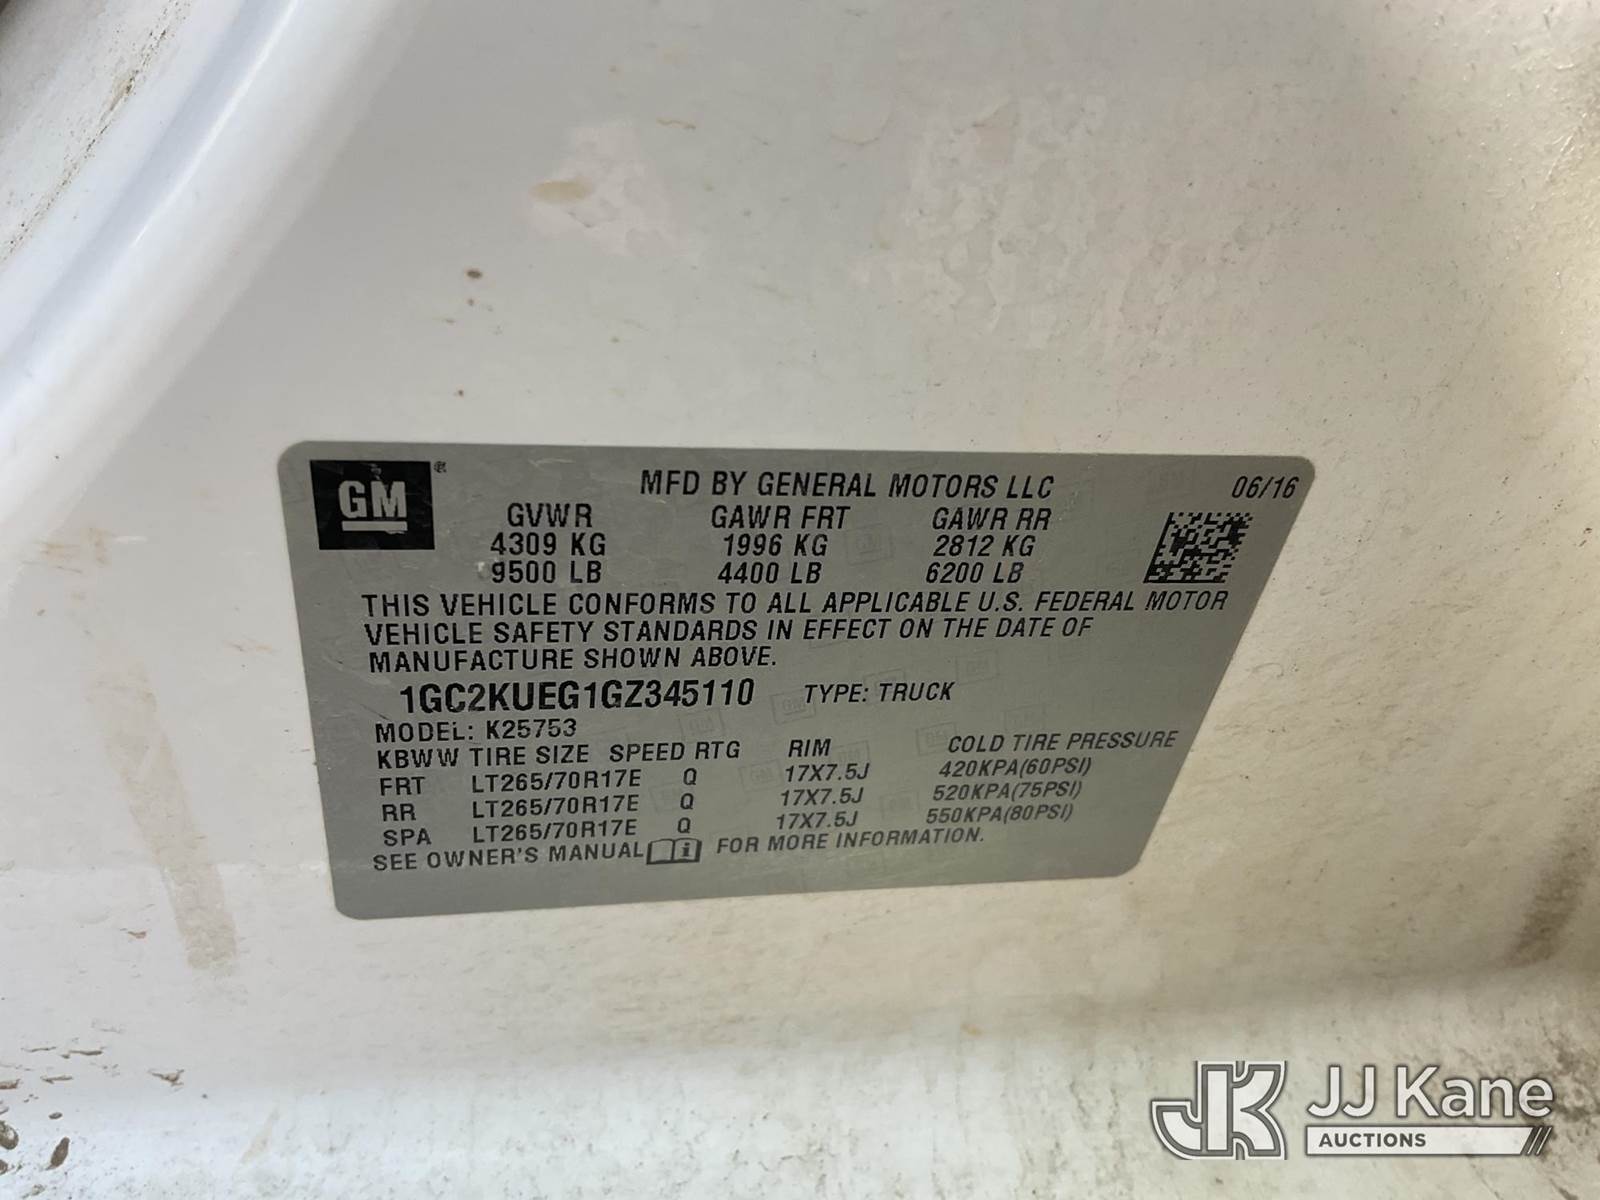 GM
MFD BY GENERAL MOTORS LLC 06/16
GVWR GAWR FRT GAWR RR
4309 KG 1996 KG 2812 KG
9500 LB 4400 LB 6200 LB
THIS VEHICLE CONFORMS TO ALL APPLICABLE U.S. FEDERAL MOTOR
VEHICLE SAFETY STANDARDS IN EFFECT ON THE DATE OF
MANUFACTURE SHOWN ABOVE.
1GC2KUEG1GZ345110 TYPE: TRUCK
MODEL: K25753
KBWW TIRE SIZE SPEED RTG RIM COLD TIRE PRESSURE
FRT LT265/70R17E Q 17X7.5J 420KPA(60PSI)
RR LT265/70R17E Q 17X7.5J 520KPA(75PSI)
SPA LT265/70R17E Q 17X7.5J 550KPA(80PSI)
SEE OWNER'S MANUAL i FOR MORE INFORMATION.
JK JJ Kane
AUCTIONS